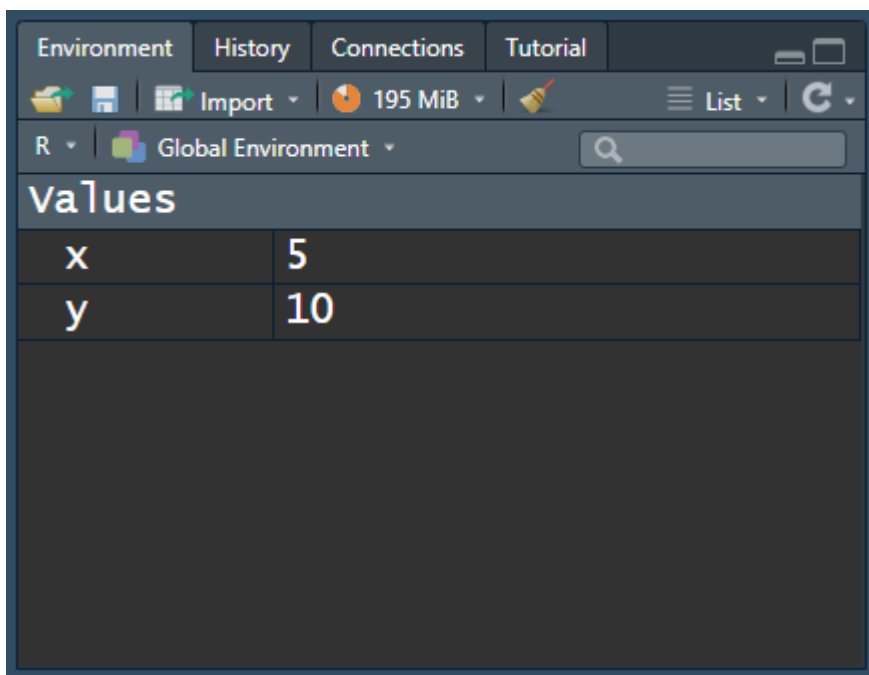 Environment History Connections Tutorial
Import 195 MiB List
R Global Environment
Values
x 5
y 10